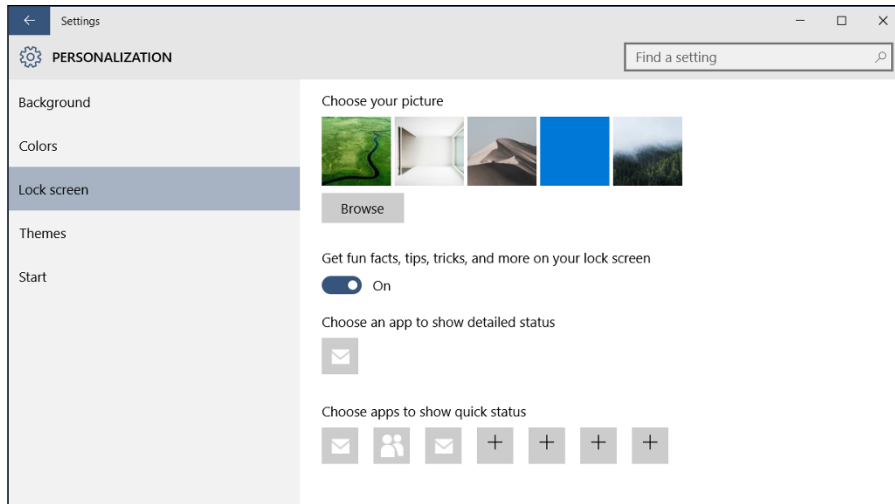 Settings
PERSONALIZATION
Find a setting
Background
Colors
Lock screen
Themes
Start
Choose your picture
Browse
Get fun facts, tips, tricks, and more on your lock screen
On
Choose an app to show detailed status
Choose apps to show quick status